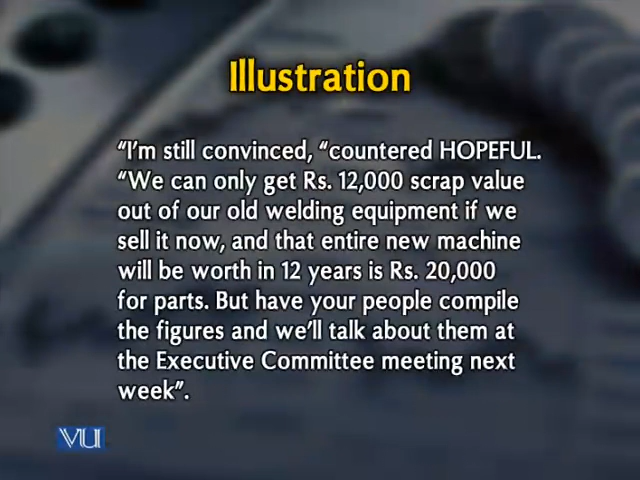 Illustration
“I’m still convinced, “countered HOPEFUL.
“We can only get Rs. 12,000 scrap value
out of our old welding equipment if we
sell it now, and that entire new machine
will be worth in 12 years is Rs. 20,000
for parts. But have your people compile
the figures and we’ll talk about them at
the Executive Committee meeting next
week”.
VU